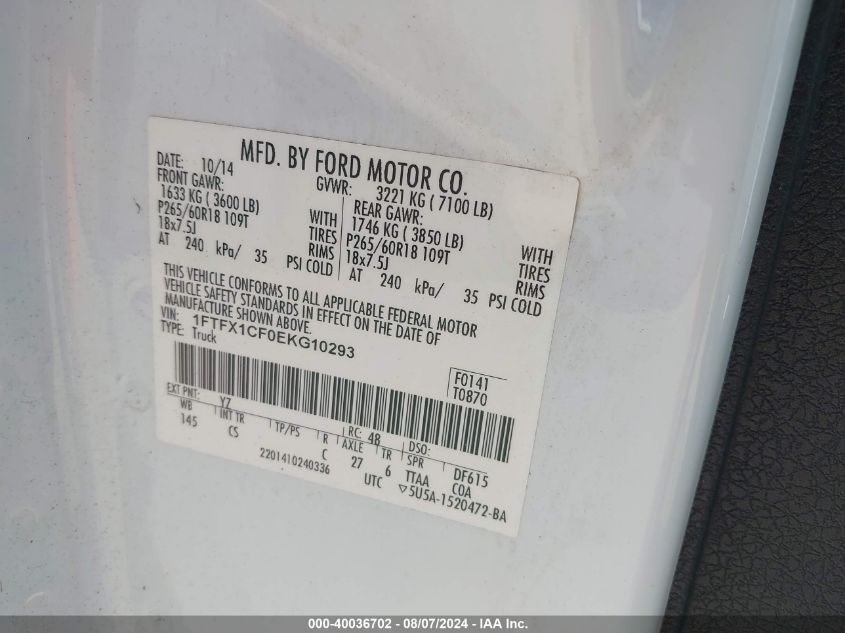 MFD. BY FORD MOTOR CO.
DATE: 10/14
GVWR: 3221 KG ( 7100 LB)
FRONT GAWR:
1633 KG ( 3600 LB)
P265/60R18 109T
18x7.5J
AT 240 kPa/ 35 PSI COLD
WITH
TIRES
RIMS
REAR GAWR:
1746 KG ( 3850 LB)
P265/60R18 109T
18x7.5J
AT 240 kPa/ 35 PSI COLD
WITH
TIRES
RIMS
THIS VEHICLE CONFORMS TO ALL APPLICABLE FEDERAL MOTOR
VEHICLE SAFETY STANDARDS IN EFFECT ON THE DATE OF
MANUFACTURE SHOWN ABOVE.
VIN: 1FTFX1CF0EKG10293
TYPE: Truck
F0141
T0870
EXT PNT: YZ RC: 48 DSO:
WB INT TR TP/PS R AXLE TR SPR DF615
145 CS C 27 6 TTAA COA
2201410240336 UTC ▽5U5A-1520472-BA
000-40036702 - 08/07/2024 - IAA Inc.